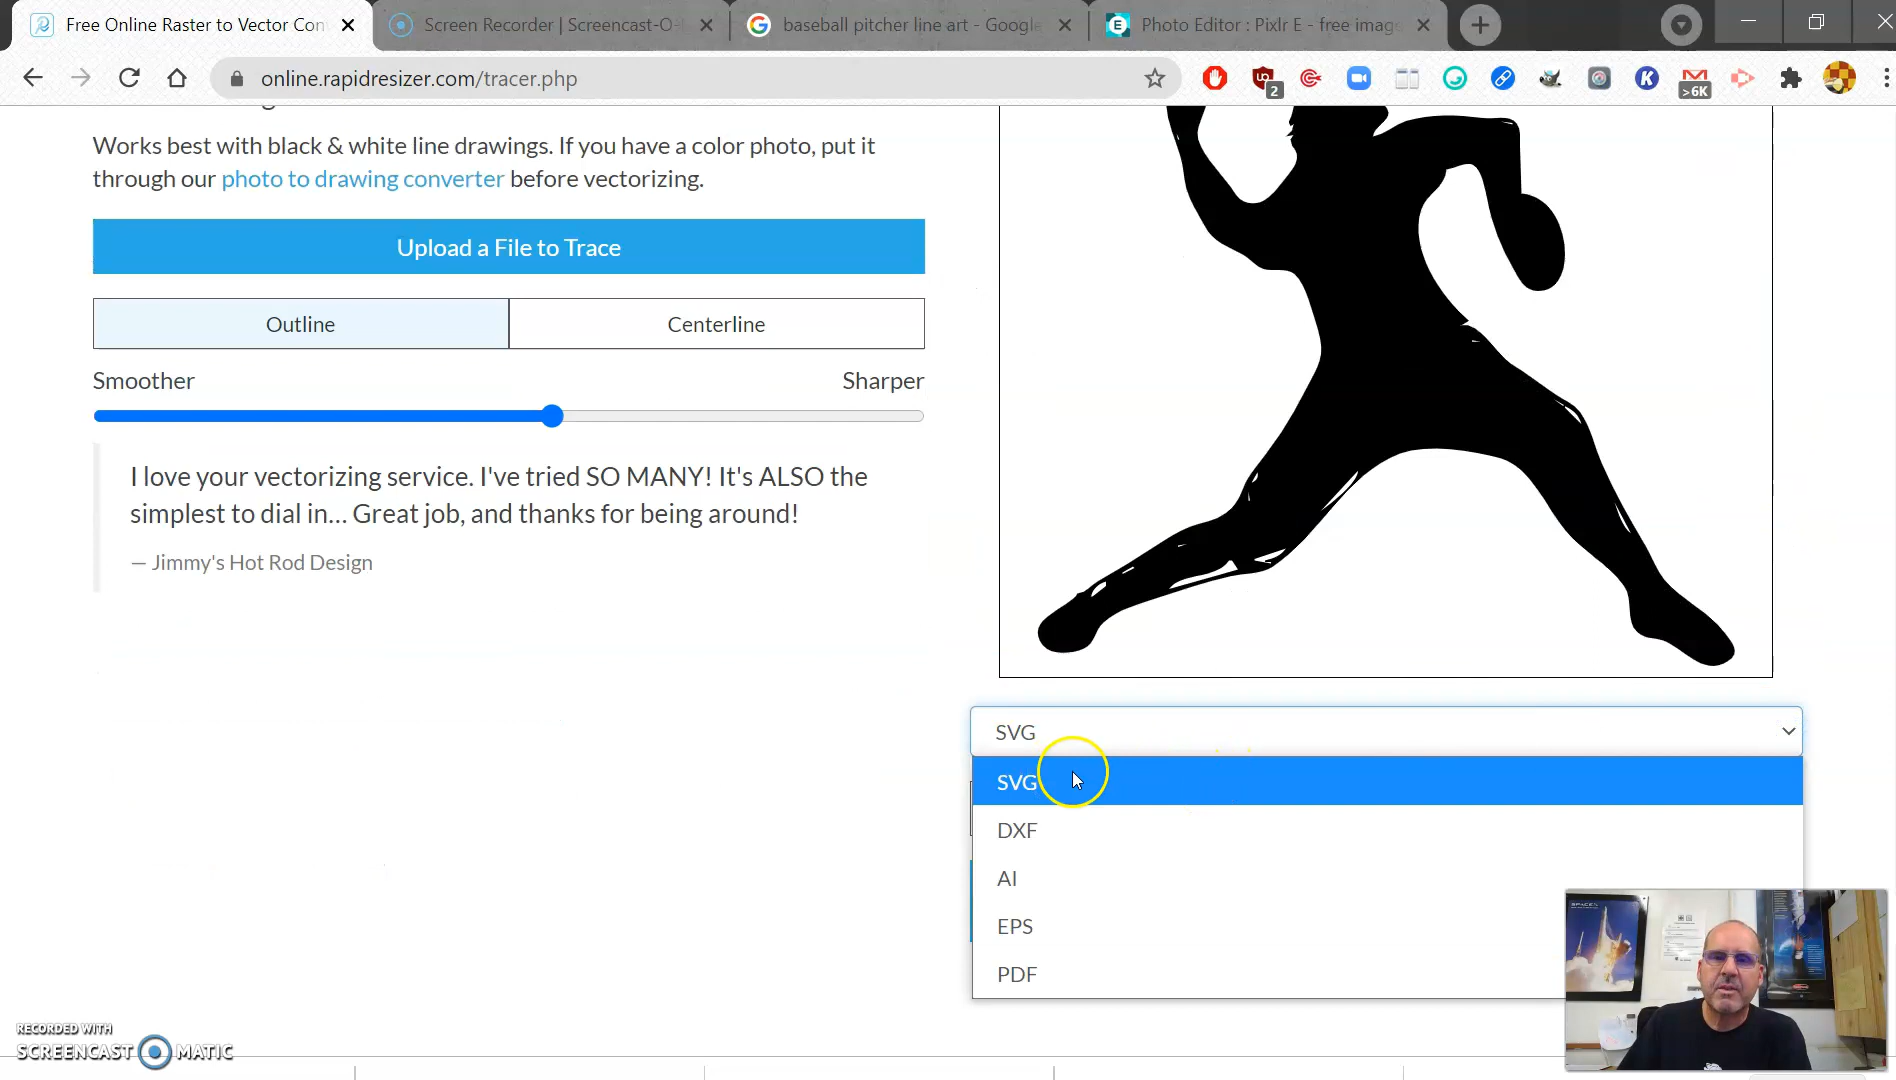 Free Online Raster to Vector Con
Screen Recorder | Screencast-O-
baseball pitcher line art - Google
Photo Editor : Pixlr E - free imag
online.rapidresizer.com/tracer.php
2
>6K
Works best with black & white line drawings. If you have a color photo, put it
through our photo to drawing converter before vectorizing.
Upload a File to Trace
Outline
Centerline
Smoother
Sharper
I love your vectorizing service. I've tried SO MANY! It's ALSO the
simplest to dial in... Great job, and thanks for being around!
— Jimmy's Hot Rod Design
SVG
SVG
DXF
AI
EPS
PDF
SPACEX
RECORDED WITH
SCREENCAST MATIC